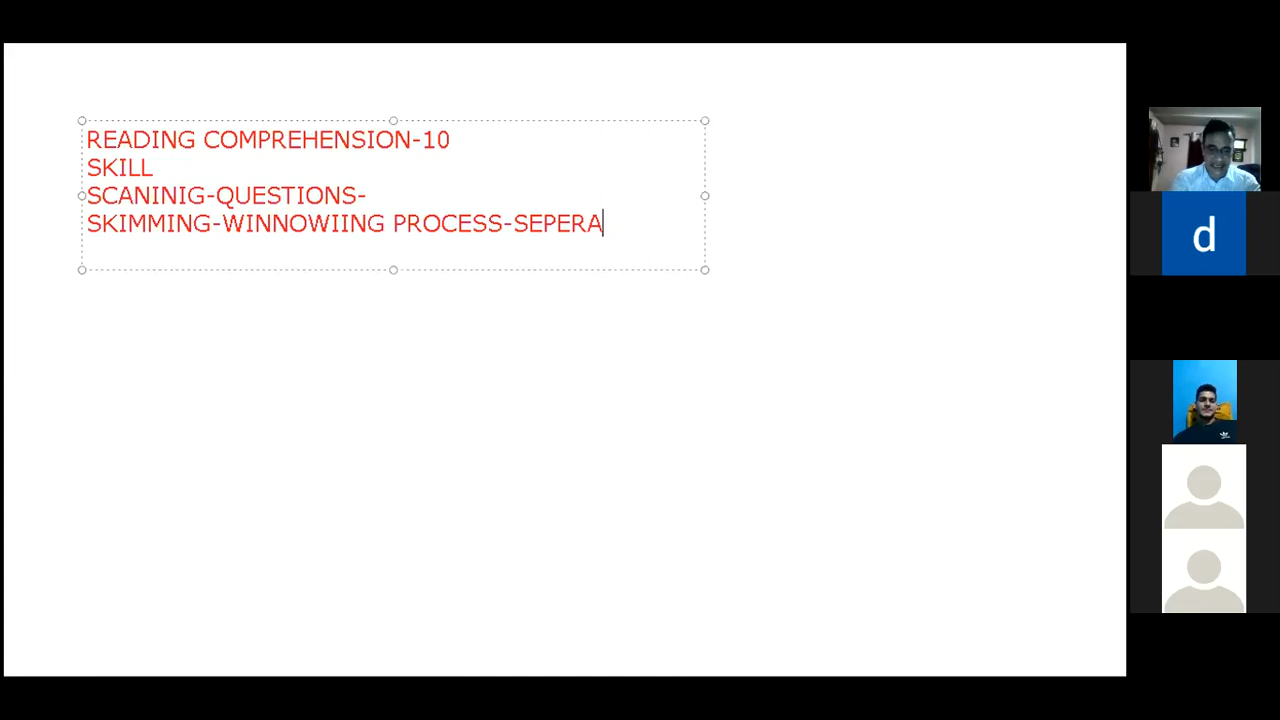 READING COMPREHENSION-10
SKILL
SCANINIG-QUESTIONS-
SKIMMING-WINNOWIING PROCESS-SEPERA
d